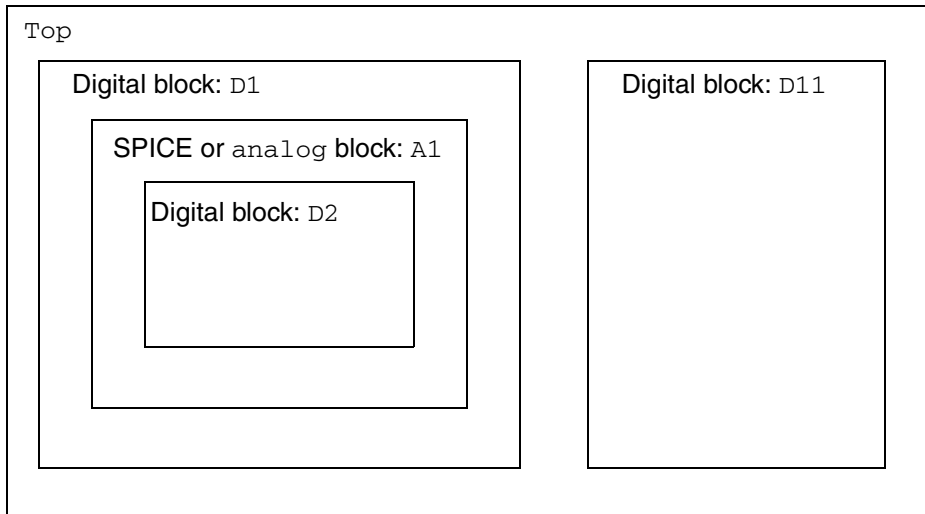 Top
Digital block: D1
Digital block: D11
SPICE or analog block: A1
Digital block: D2